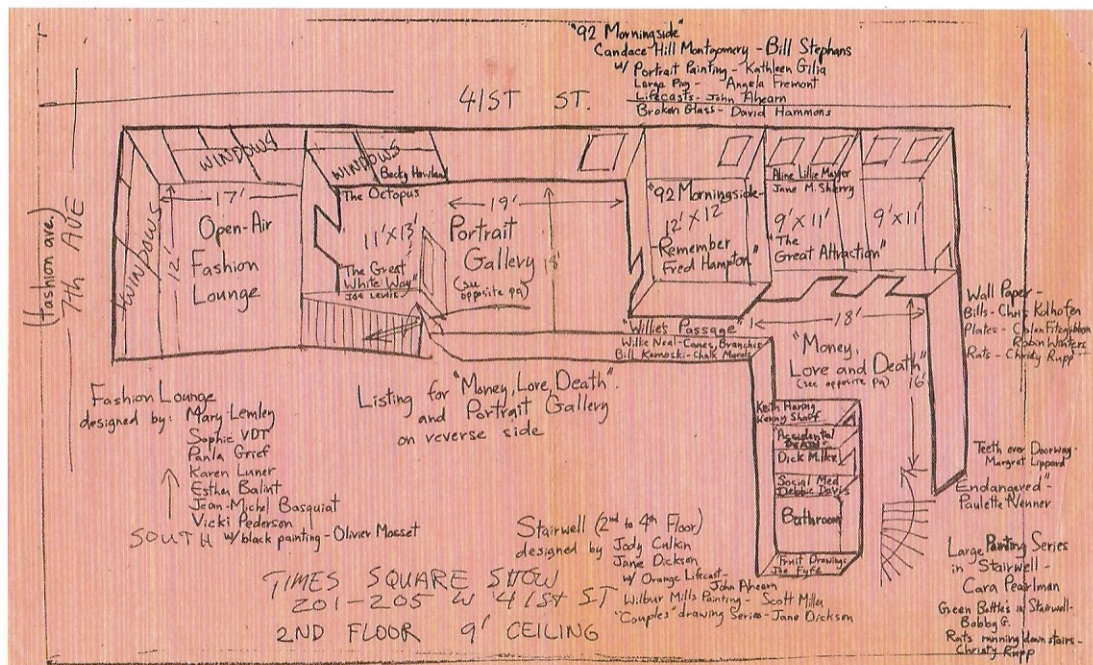 "92 Morningside"
Candace Hill Montgomery - Bill Stephans
w/ Portrait Painting - Kathleen Gilia
Large Pig - Angela Fremont
Lifecasts - John Ahearn
Broken Glass - David Hammons
41ST ST.
(fashion ave.)
7th AVE
WINDOWS
WINDOWS
WINDOWS
Becky Howland
17'
12'
Open-Air
Fashion
Lounge
The Octopus
11'X13'
The Great
White Way"
Joe Lewis
19'
18'
Portrait
Gallery
(see
opposite pg)
"92 Morningside-
12'X12'
-Remember
Fred Hampton"
Aline Lillie Mayer
Jane M. Sherry
9'X11'
"The
Great Attraction"
9'X11'
"Willie's Passage"
Willie Neal - Canes, Branches
Bill Komoski - Chalk Murals
18'
16'
"Money,
Love and Death"
(see opposite pg)
Wall Paper -
Bills - Chris Kolhofen
Plates - Colen Fitzgibbon
Robin Winters
Rats - Christy Rupp
Keith Haring
Kenny Sharf
Accidental
Death
Dick Miller
Social Med.
Debbie Davis
Bathroom
Fruit Drawings
Joe Fyfe
Teeth over Doorway -
Margret Lippard
Endangered" -
Paulette Nenner
Large Painting Series
in Stairwell -
Cara Pearlman
Green Bottles in Stairwell -
Bobby G.
Rats running down stairs -
Christy Rupp
Fashion Lounge
designed by: Mary Lemley
Sophie VDT
Paula Grief
Karen Luner
Esther Balint
Jean-Michel Basquiat
Vicki Pederson
w/black painting - Olivier Mosset
SOUTH
Listing for "Money, Love, Death".
and Portrait Gallery
on reverse side
Stairwell (2nd to 4th Floor)
designed by Jody Culkin
Jane Dickson
w/ Orange Lifecast -
John Ahearn
Wilbur Mills Painting - Scott Miller
"Couples" drawing Series - Jane Dickson
TIMES SQUARE SHOW
201-205 W 41ST ST
2ND FLOOR 9' CEILING